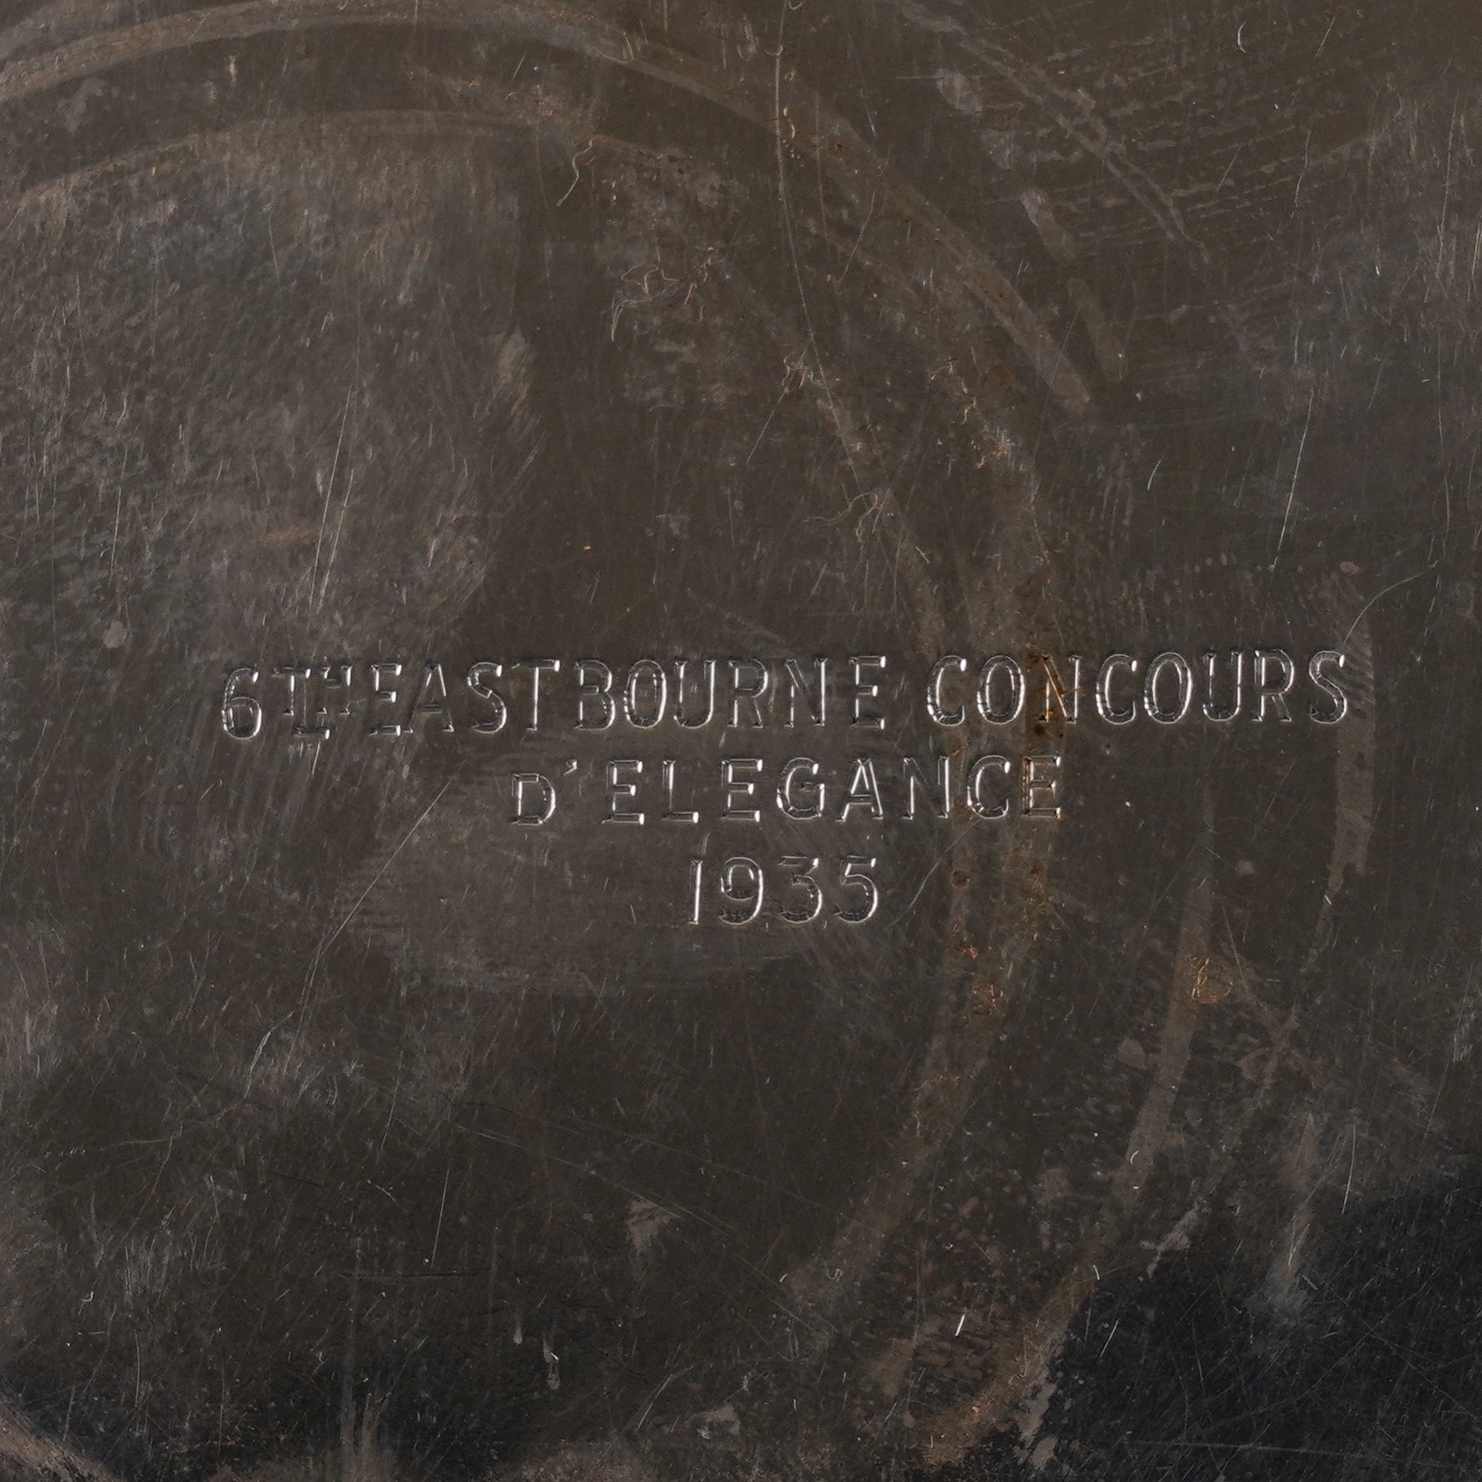 6TH EASTBOURNE CONCOURS
D'ELEGANCE
1935